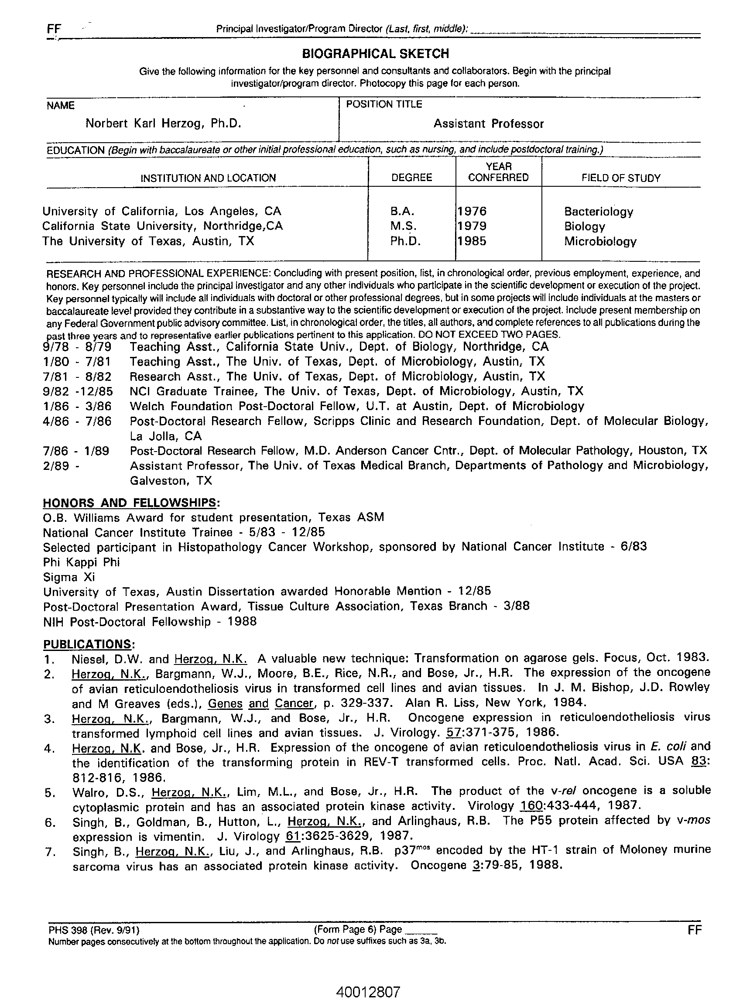 FF Principal Investigator/Program Director (Last, first, middle):
BIOGRAPHICAL SKETCH
Give the following information for the key personnel and consultants and collaborators. Begin with the principal
investigator/program director. Photocopy this page for each person.
NAME POSITION TITLE
Norbert Karl Herzog, Ph.D. Assistant Professor
EDUCATION (Begin with baccalaureate or other initial professional education, such as nursing, and include postdoctoral training.)
INSTITUTION AND LOCATION DEGREE YEAR CONFERRED FIELD OF STUDY
University of California, Los Angeles, CA B.A. 1976 Bacteriology
California State University, Northridge,CA M.S. 1979 Biology
The University of Texas, Austin, TX Ph.D. 1985 Microbiology
RESEARCH AND PROFESSIONAL EXPERIENCE: Concluding with present position, list, in chronological order, previous employment, experience, and
honors. Key personnel include the principal investigator and any other individuals who participate in the scientific development or execution of the project.
Key personnel typically will include all individuals with doctoral or other professional degrees, but in some projects will include individuals at the masters or
baccalaureate level provided they contribute in a substantive way to the scientific development or execution of the project. Include present membership on
any Federal Government public advisory committee. List, in chronological order, the titles, all authors, and complete references to all publications during the
past three years and to representative earlier publications pertinent to this application. DO NOT EXCEED TWO PAGES.
9/78 - 8/79 Teaching Asst., California State Univ., Dept. of Biology, Northridge, CA
1/80 - 7/81 Teaching Asst., The Univ. of Texas, Dept. of Microbiology, Austin, TX
7/81 - 8/82 Research Asst., The Univ. of Texas, Dept. of Microbiology, Austin, TX
9/82 -12/85 NCI Graduate Trainee, The Univ. of Texas, Dept. of Microbiology, Austin, TX
1/86 - 3/86 Welch Foundation Post-Doctoral Fellow, U.T. at Austin, Dept. of Microbiology
4/86 - 7/86 Post-Doctoral Research Fellow, Scripps Clinic and Research Foundation, Dept. of Molecular Biology,
La Jolla, CA
7/86 - 1/89 Post-Doctoral Research Fellow, M.D. Anderson Cancer Cntr., Dept. of Molecular Pathology, Houston, TX
2/89 - Assistant Professor, The Univ. of Texas Medical Branch, Departments of Pathology and Microbiology,
Galveston, TX
HONORS AND FELLOWSHIPS:
O.B. Williams Award for student presentation, Texas ASM
National Cancer Institute Trainee - 5/83 - 12/85
Selected participant in Histopathology Cancer Workshop, sponsored by National Cancer Institute - 6/83
Phi Kappi Phi
Sigma Xi
University of Texas, Austin Dissertation awarded Honorable Mention - 12/85
Post-Doctoral Presentation Award, Tissue Culture Association, Texas Branch - 3/88
NIH Post-Doctoral Fellowship - 1988
PUBLICATIONS:
1. Niesel, D.W. and Herzog, N.K. A valuable new technique: Transformation on agarose gels. Focus, Oct. 1983.
2. Herzog, N.K., Bargmann, W.J., Moore, B.E., Rice, N.R., and Bose, Jr., H.R. The expression of the oncogene
of avian reticuloendotheliosis virus in transformed cell lines and avian tissues. In J. M. Bishop, J.D. Rowley
and M Greaves (eds.), Genes and Cancer, p. 329-337. Alan R. Liss, New York, 1984.
3. Herzog, N.K., Bargmann, W.J., and Bose, Jr., H.R. Oncogene expression in reticuloendotheliosis virus
transformed lymphoid cell lines and avian tissues. J. Virology. 57:371-375, 1986.
4. Herzog, N.K. and Bose, Jr., H.R. Expression of the oncogene of avian reticuloendotheliosis virus in E. coli and
the identification of the transforming protein in REV-T transformed cells. Proc. Natl. Acad. Sci. USA 83:
812-816, 1986.
5. Walro, D.S., Herzog, N.K., Lim, M.L., and Bose, Jr., H.R. The product of the v-rel oncogene is a soluble
cytoplasmic protein and has an associated protein kinase activity. Virology 160:433-444, 1987.
6. Singh, B., Goldman, B., Hutton, L., Herzog, N.K., and Arlinghaus, R.B. The P55 protein affected by v-mos
expression is vimentin. J. Virology 61:3625-3629, 1987.
7. Singh, B., Herzog, N.K., Liu, J., and Arlinghaus, R.B. p37mos encoded by the HT-1 strain of Moloney murine
sarcoma virus has an associated protein kinase activity. Oncogene 3:79-85, 1988.
PHS 398 (Rev. 9/91) (Form Page 6) Page FF
Number pages consecutively at the bottom throughout the application. Do not use suffixes such as 3a, 3b.
40012807